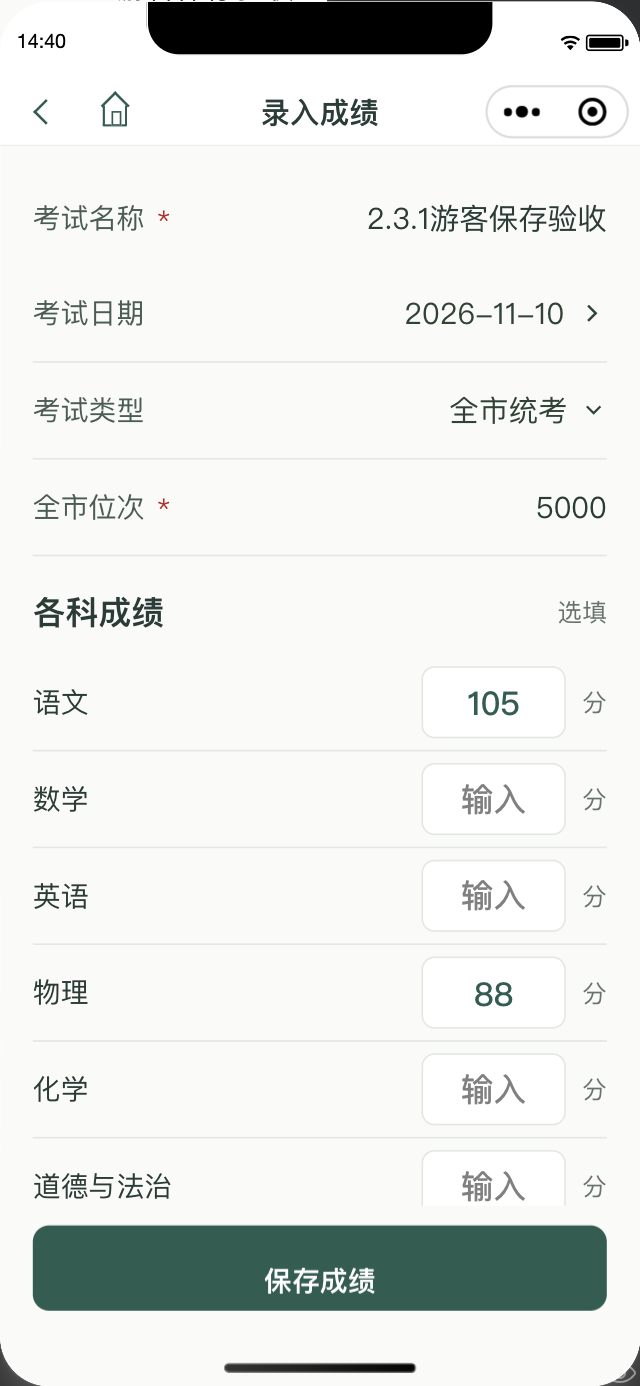 14:40
录入成绩
考试名称 * 2.3.1游客保存验收
考试日期 2026-11-10
考试类型 全市统考
全市位次 * 5000
各科成绩 选填
语文 105 分
数学 输入 分
英语 输入 分
物理 88 分
化学 输入 分
道德与法治 输入 分
保存成绩